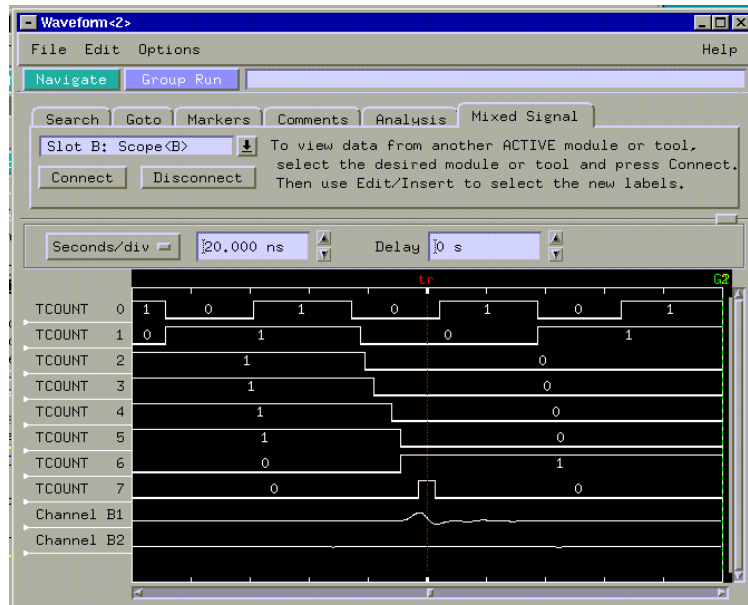 Waveform<2>
File Edit Options Help
Navigate Group Run
Search Goto Markers Comments Analysis Mixed Signal
Slot B: Scope<B>
To view data from another ACTIVE module or tool,
select the desired module or tool and press Connect.
Then use Edit/Insert to select the new labels.
Connect Disconnect
Seconds/div 20.000 ns Delay 0 s
tr G2
TCOUNT 0 1 0 1 0 1 0 1
TCOUNT 1 0 1 0 1
TCOUNT 2 1 0
TCOUNT 3 1 0
TCOUNT 4 1 0
TCOUNT 5 1 0
TCOUNT 6 0 1
TCOUNT 7 0 0
Channel B1
Channel B2